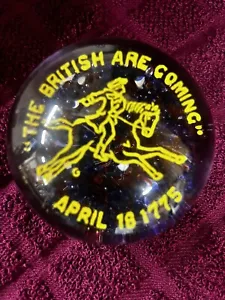 "THE BRITISH ARE COMING"
APRIL 18 1775